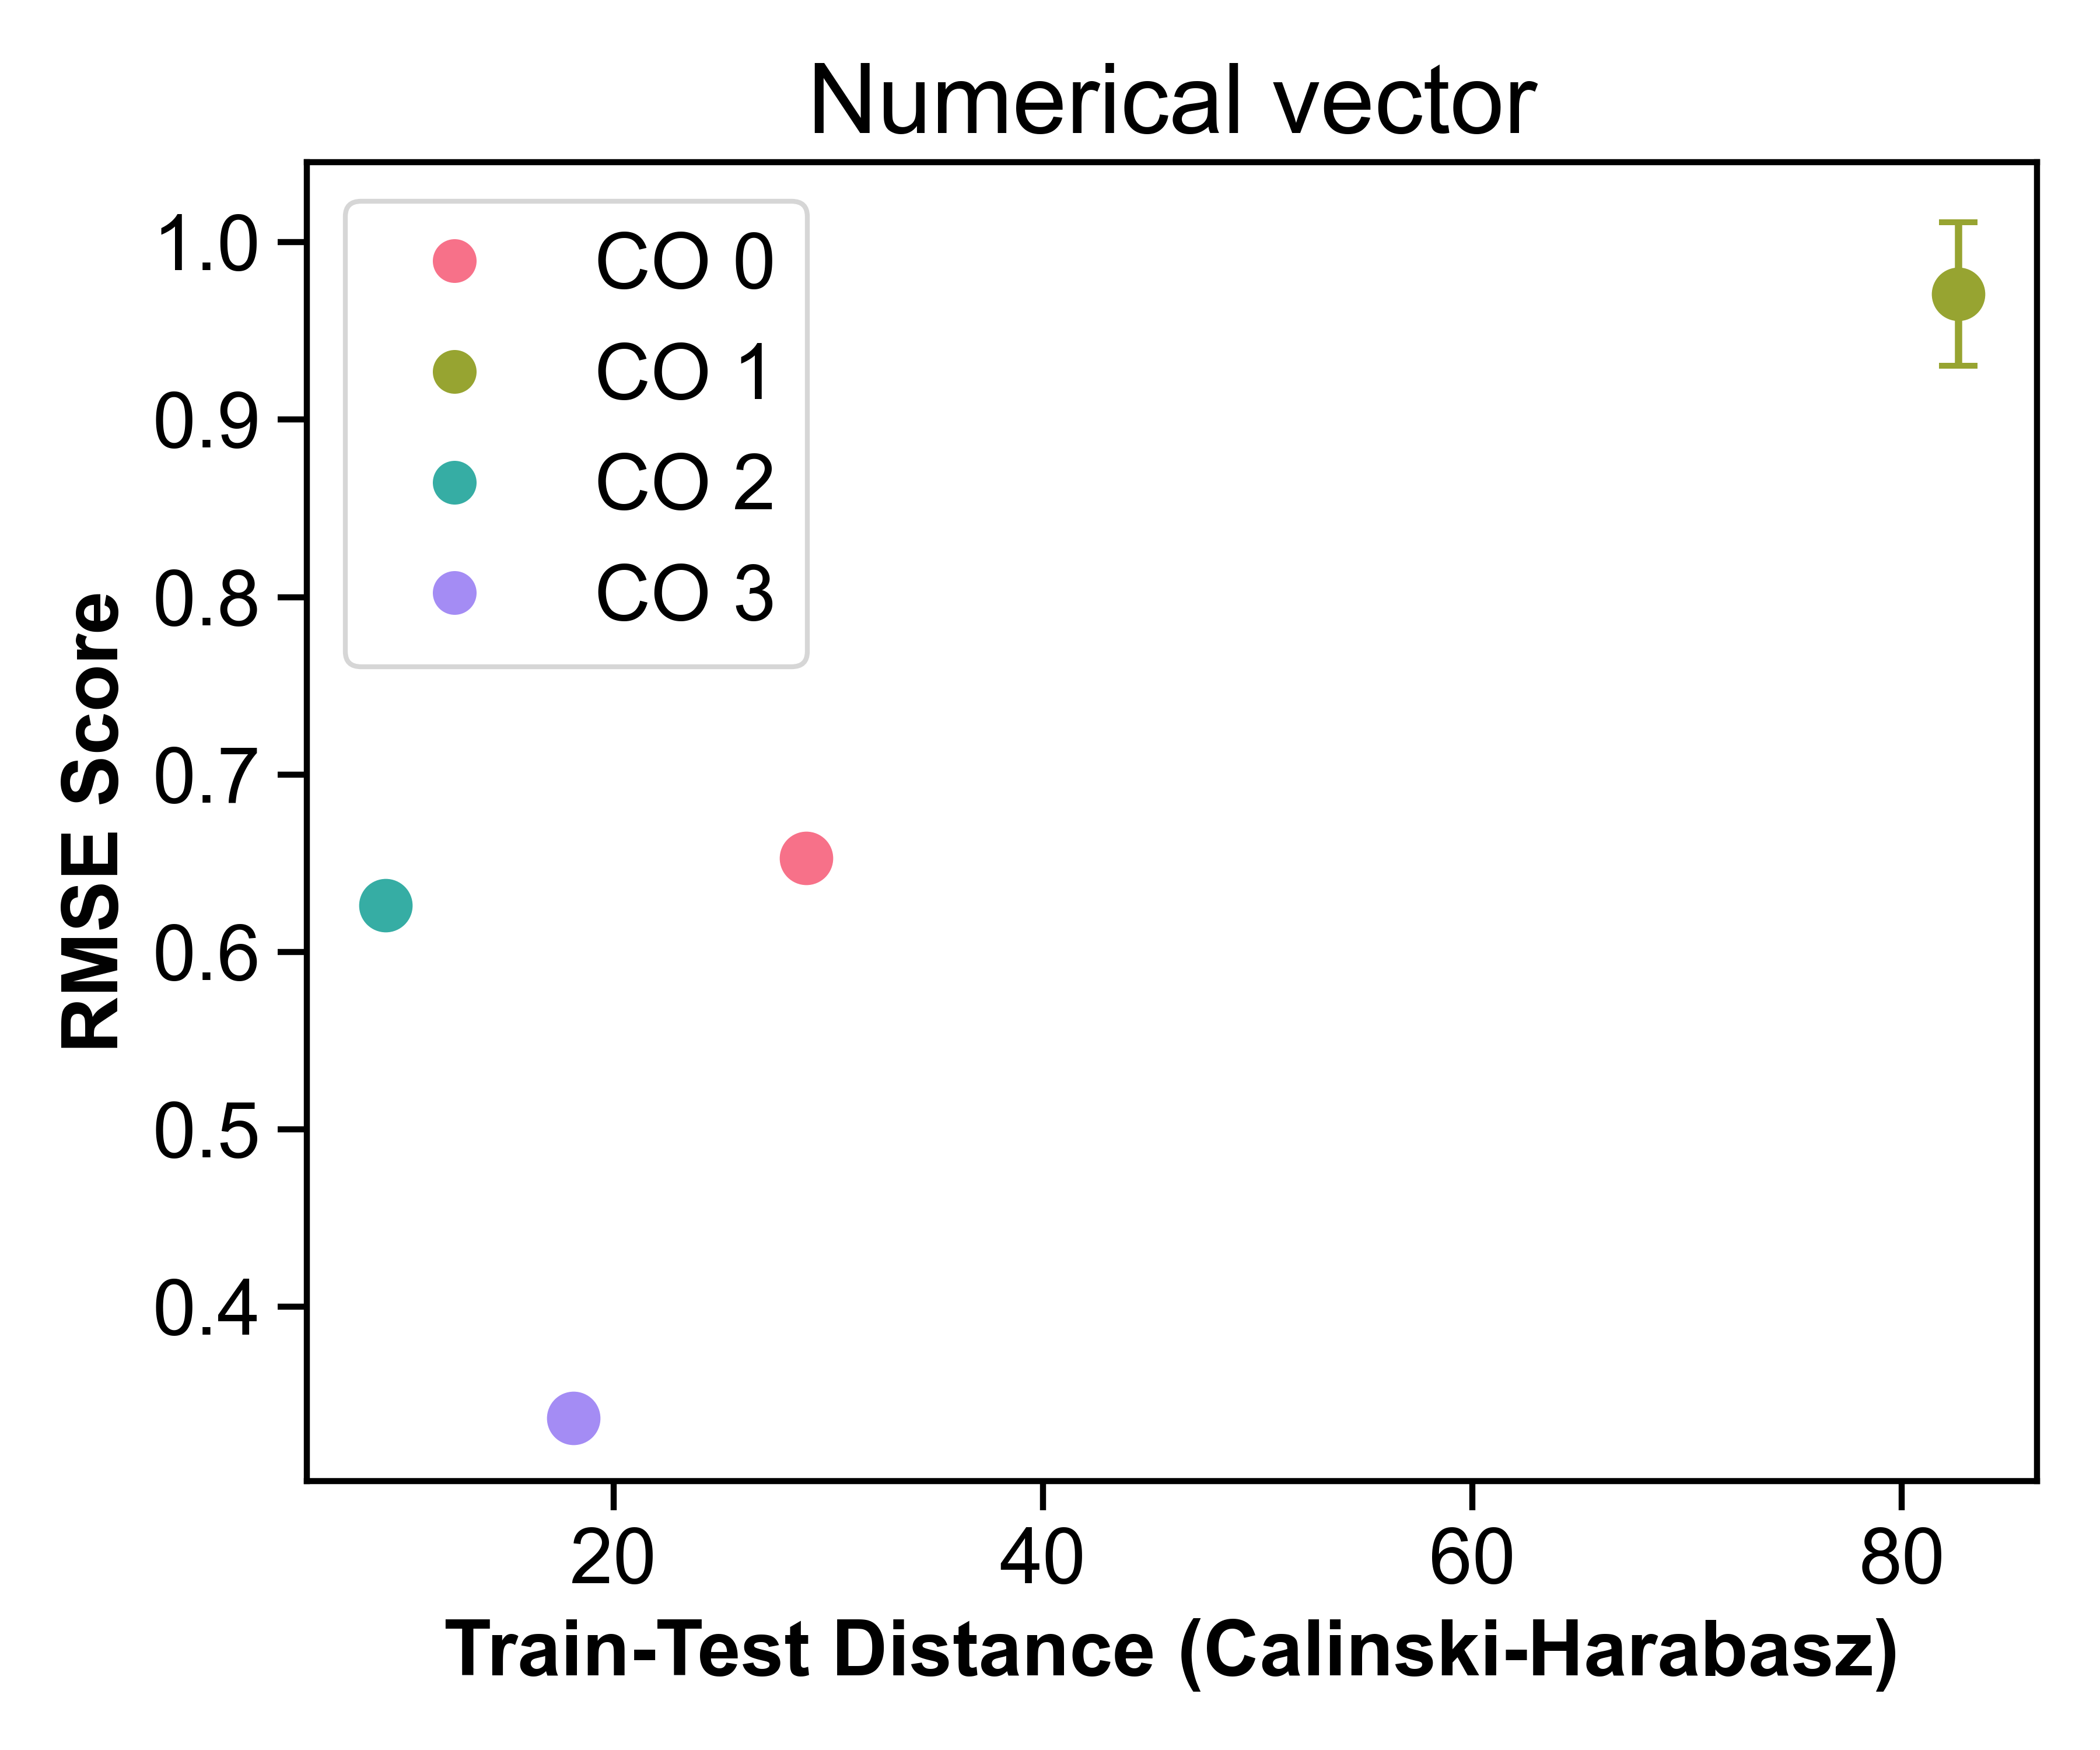 Numerical vector
CO 0
CO 1
CO 2
CO 3
1.0
0.9
0.8
0.7
0.6
0.5
0.4
RMSE Score
20 40 60 80
Train-Test Distance (Calinski-Harabasz)